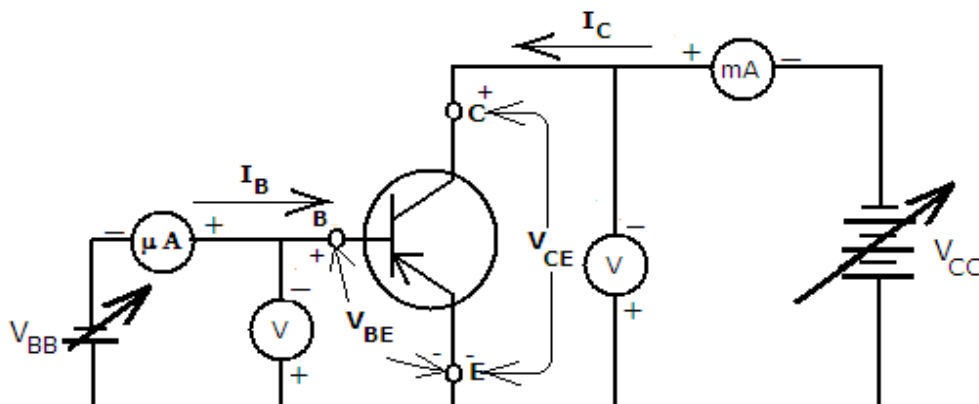 I_C
+ mA −
C +
I_B
B
− μA +
+
−
V_CE
−
V
V_CC
V_BE
−
V
V_BB
+
+
- E -